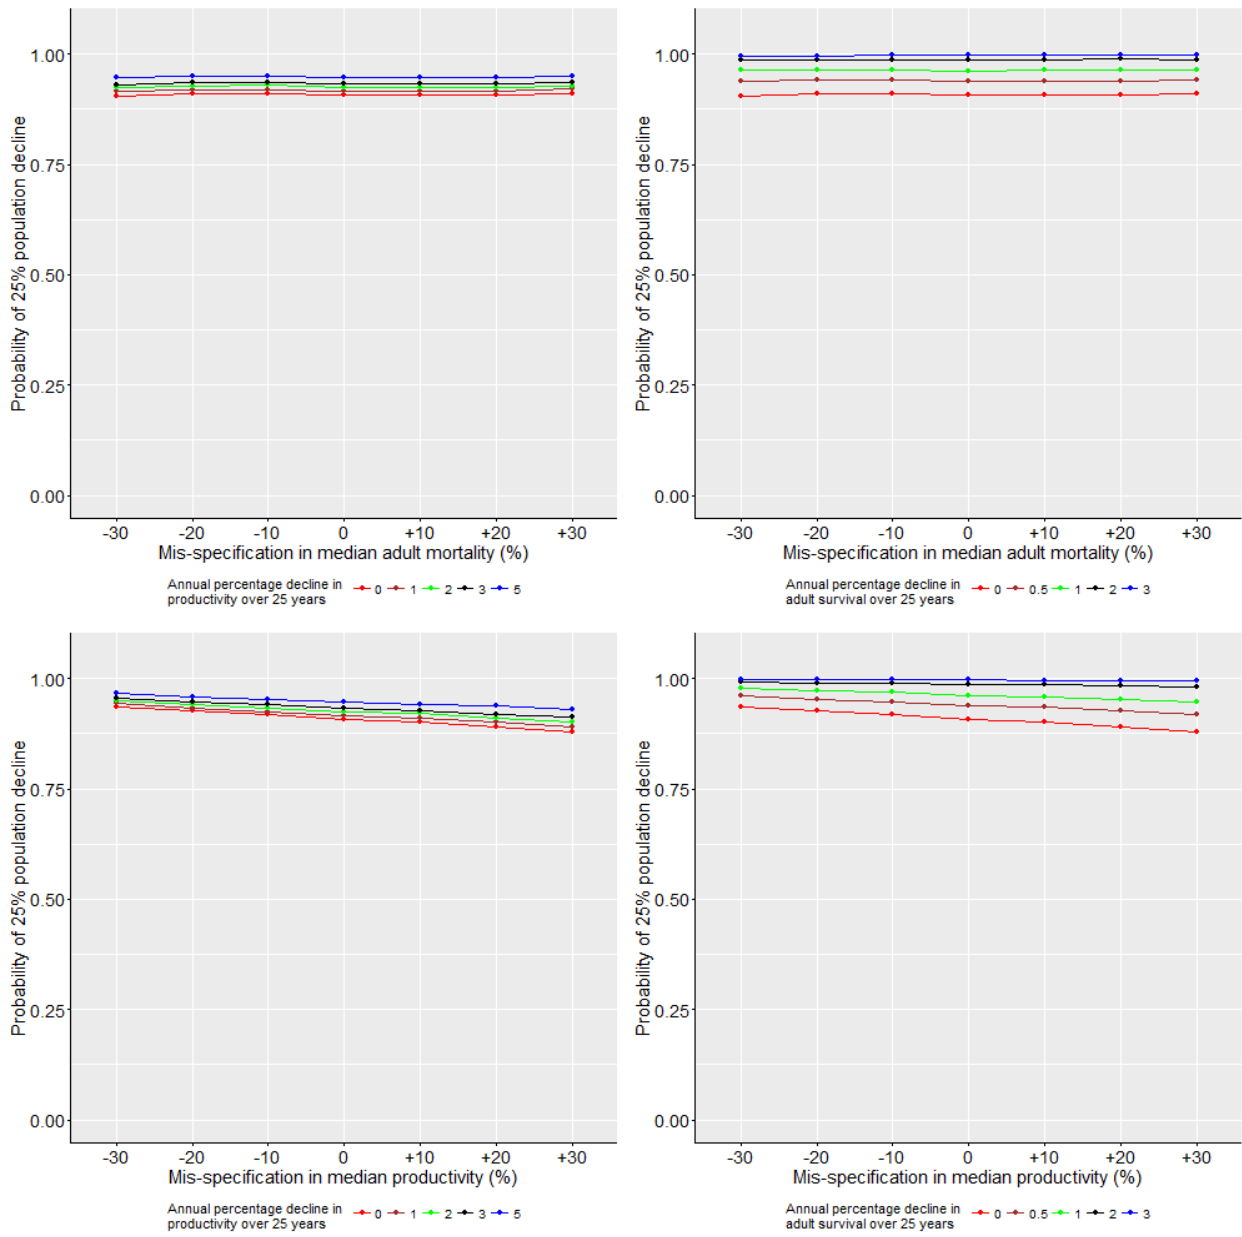 Probability of 25% population decline
1.00
0.75
0.50
0.25
0.00
-30 -20 -10 0 +10 +20 +30
Mis-specification in median adult mortality (%)
Annual percentage decline in
productivity over 25 years
0 1 2 3 5
Probability of 25% population decline
1.00
0.75
0.50
0.25
0.00
-30 -20 -10 0 +10 +20 +30
Mis-specification in median adult mortality (%)
Annual percentage decline in
adult survival over 25 years
0 0.5 1 2 3
Probability of 25% population decline
1.00
0.75
0.50
0.25
0.00
-30 -20 -10 0 +10 +20 +30
Mis-specification in median productivity (%)
Annual percentage decline in
productivity over 25 years
0 1 2 3 5
Probability of 25% population decline
1.00
0.75
0.50
0.25
0.00
-30 -20 -10 0 +10 +20 +30
Mis-specification in median productivity (%)
Annual percentage decline in
adult survival over 25 years
0 0.5 1 2 3